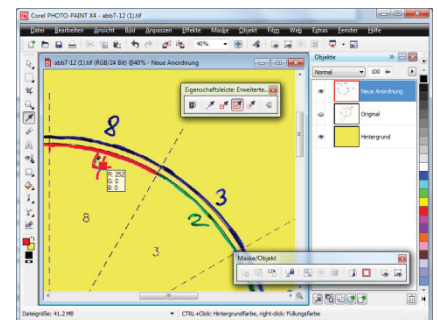 Corel PHOTO-PAINT X4 - abb7-12 (1).tif
Datei Bearbeiten Ansicht Bild Anpassen Effekte Maske Objekt Film Web Extras Fenster Hilfe
40%
abb7-12 (1).tif (RGB/24 Bit) @40% - Neue Anordnung
Eigenschaftsleiste: Erweiterte...
Objekte
Normal 100
Neue Anordnung
Original
Hintergrund
8
R: 252
G: 0
B: 0
3
2
8
3
Maske/Objekt
Dateigröße: 41.2 MB CTRL+Click: Hintergrundfarbe, right-click: Füllungsfarbe